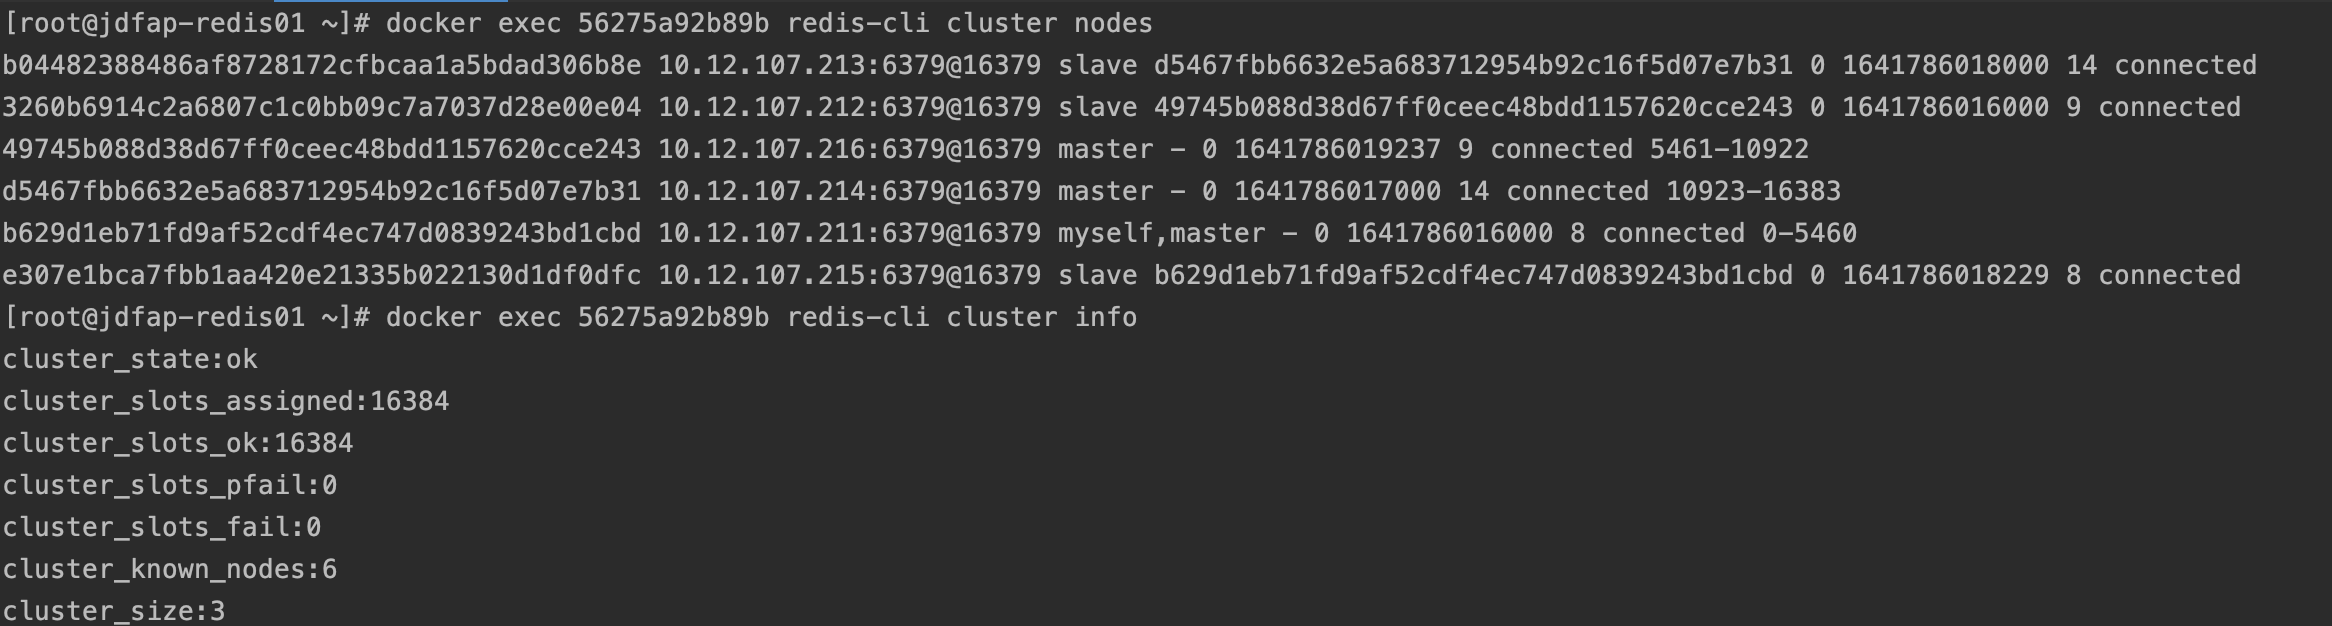 [root@jdfap-redis01 ~]# docker exec 56275a92b89b redis-cli cluster nodes
b04482388486af8728172cfbcaa1a5bdad306b8e 10.12.107.213:6379@16379 slave d5467fbb6632e5a683712954b92c16f5d07e7b31 0 1641786018000 14 connected
3260b6914c2a6807c1c0bb09c7a7037d28e00e04 10.12.107.212:6379@16379 slave 49745b088d38d67ff0ceec48bdd1157620cce243 0 1641786016000 9 connected
49745b088d38d67ff0ceec48bdd1157620cce243 10.12.107.216:6379@16379 master - 0 1641786019237 9 connected 5461-10922
d5467fbb6632e5a683712954b92c16f5d07e7b31 10.12.107.214:6379@16379 master - 0 1641786017000 14 connected 10923-16383
b629d1eb71fd9af52cdf4ec747d0839243bd1cbd 10.12.107.211:6379@16379 myself,master - 0 1641786016000 8 connected 0-5460
e307e1bca7fbb1aa420e21335b022130d1df0dfc 10.12.107.215:6379@16379 slave b629d1eb71fd9af52cdf4ec747d0839243bd1cbd 0 1641786018229 8 connected
[root@jdfap-redis01 ~]# docker exec 56275a92b89b redis-cli cluster info
cluster_state:ok
cluster_slots_assigned:16384
cluster_slots_ok:16384
cluster_slots_pfail:0
cluster_slots_fail:0
cluster_known_nodes:6
cluster_size:3